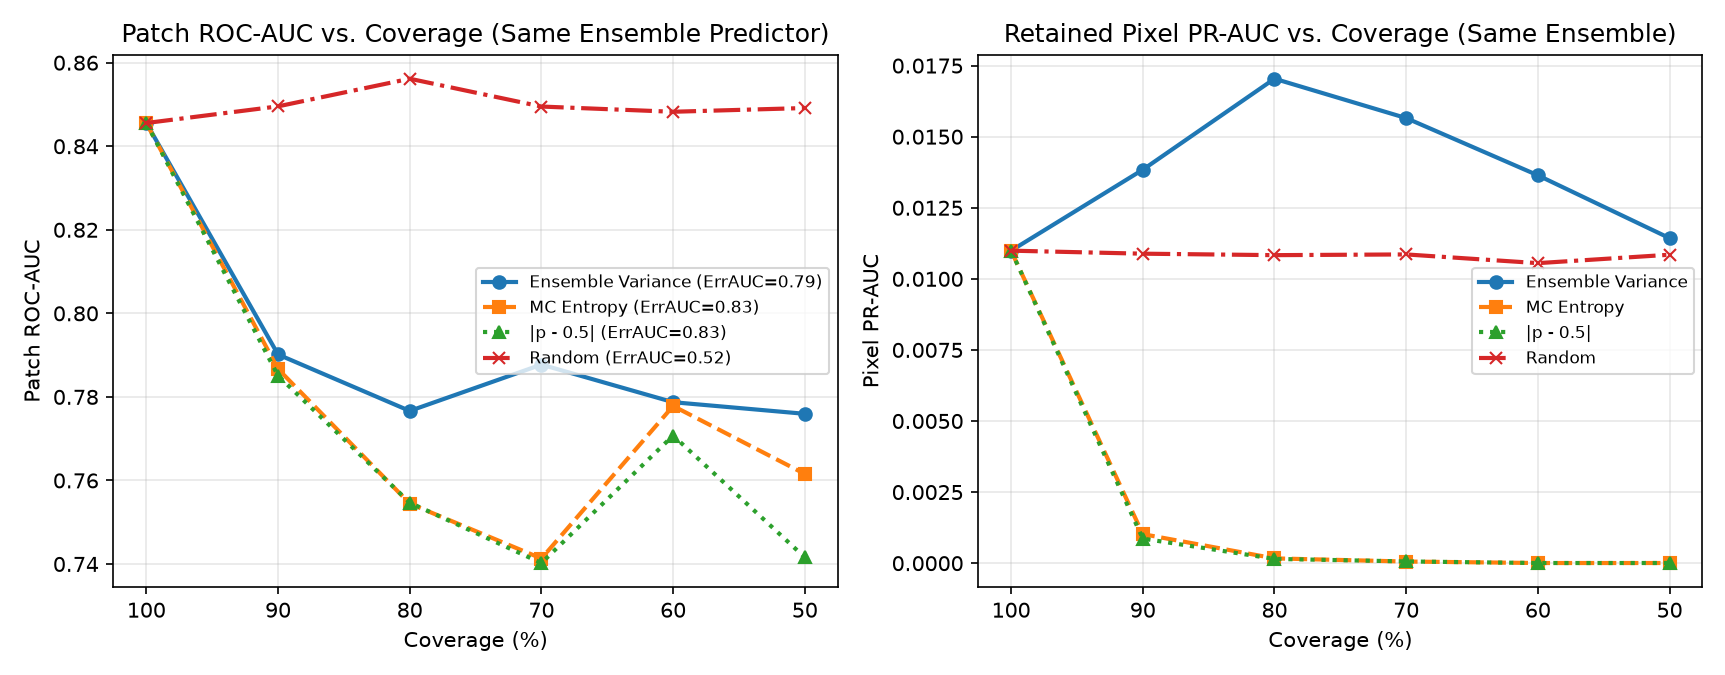 Patch ROC-AUC vs. Coverage (Same Ensemble Predictor)
Patch ROC-AUC
0.86
0.84
0.82
0.80
0.78
0.76
0.74
Ensemble Variance (ErrAUC=0.79)
MC Entropy (ErrAUC=0.83)
|p - 0.5| (ErrAUC=0.83)
Random (ErrAUC=0.52)
100 90 80 70 60 50
Coverage (%)
Retained Pixel PR-AUC vs. Coverage (Same Ensemble)
Pixel PR-AUC
0.0175
0.0150
0.0125
0.0100
0.0075
0.0050
0.0025
0.0000
Ensemble Variance
MC Entropy
|p - 0.5|
Random
100 90 80 70 60 50
Coverage (%)